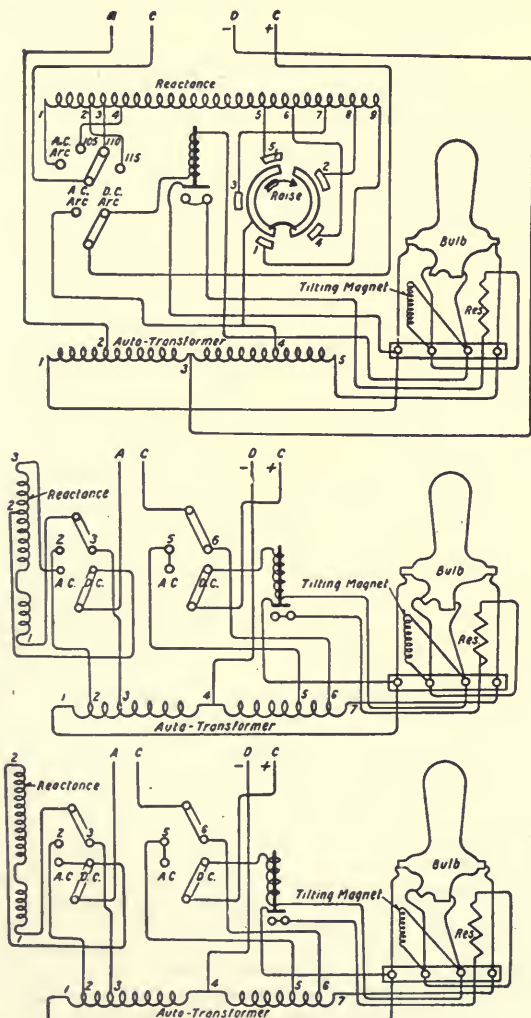 A C D C
- +
Reactance
1 2 3 4 5 6 7 8 9
A.C. Arc 105 110 115
A.C. Arc D.C. Arc
5 3 Raise 2 1 4
Bulb
Tilting Magnet
Res.
2 Auto-Transformer 4
1 3 5
3 A C D C
- +
Reactance
2
2 3 5 6
A.C. D.C. A.C. D.C.
1
Bulb
Tilting Magnet
Res.
1 2 3 4 5 6 7
Auto-Transformer
2 A C D C
- +
Reactance
2 3 5 6
A.C. D.C. A.C. D.C.
1
Bulb
Tilting Magnet
Res.
1 2 3 4 5 6 7
Auto-Transformer